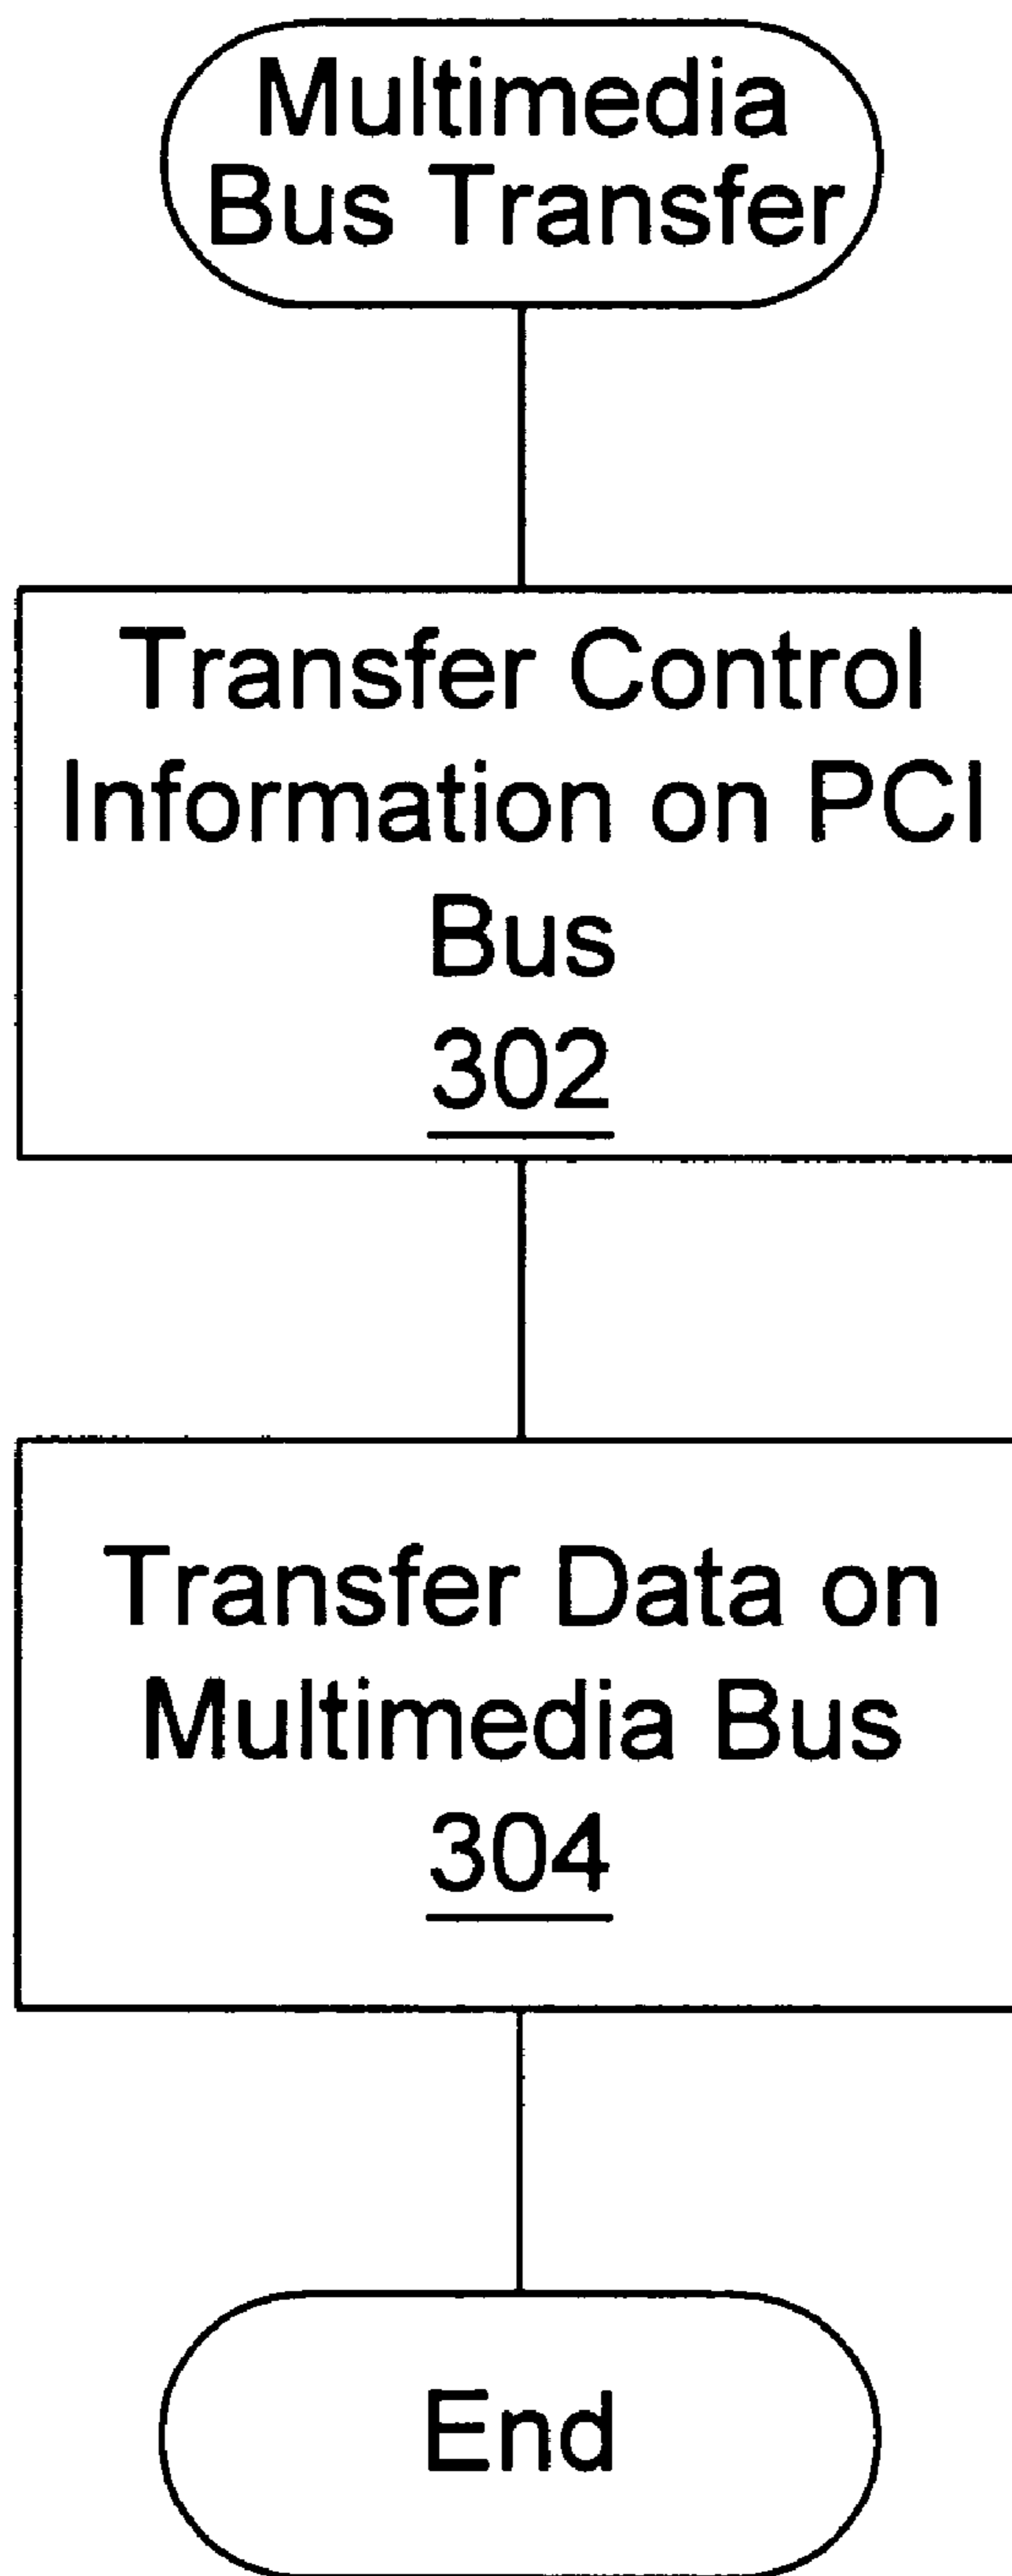 Multimedia
Bus Transfer
Transfer Control
Information on PCI
Bus
302
Transfer Data on
Multimedia Bus
304
End